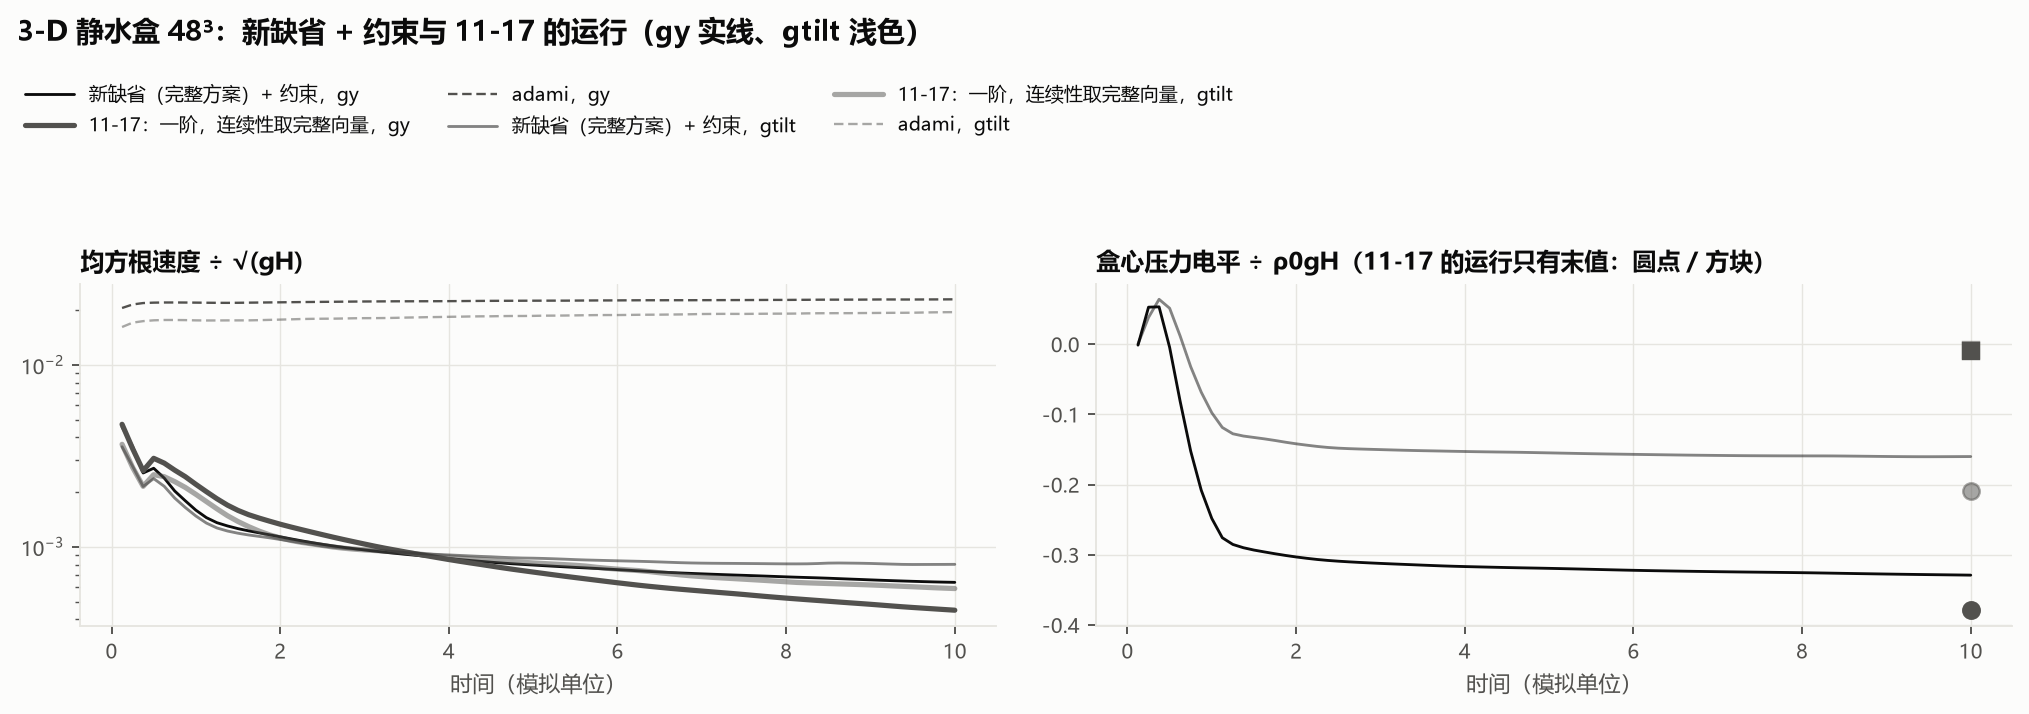 3-D 静水盒 48³：新缺省 + 约束与 11-17 的运行（gy 实线、gtilt 浅色）
新缺省（完整方案）+ 约束，gy
adami，gy
11-17：一阶，连续性取完整向量，gtilt
11-17：一阶，连续性取完整向量，gy
新缺省（完整方案）+ 约束，gtilt
adami，gtilt
均方根速度 ÷ √(gH)
10⁻²
10⁻³
0 2 4 6 8 10
时间（模拟单位）
盒心压力电平 ÷ ρ0gH（11-17 的运行只有末值：圆点 / 方块）
0.0
-0.1
-0.2
-0.3
-0.4
0 2 4 6 8 10
时间（模拟单位）